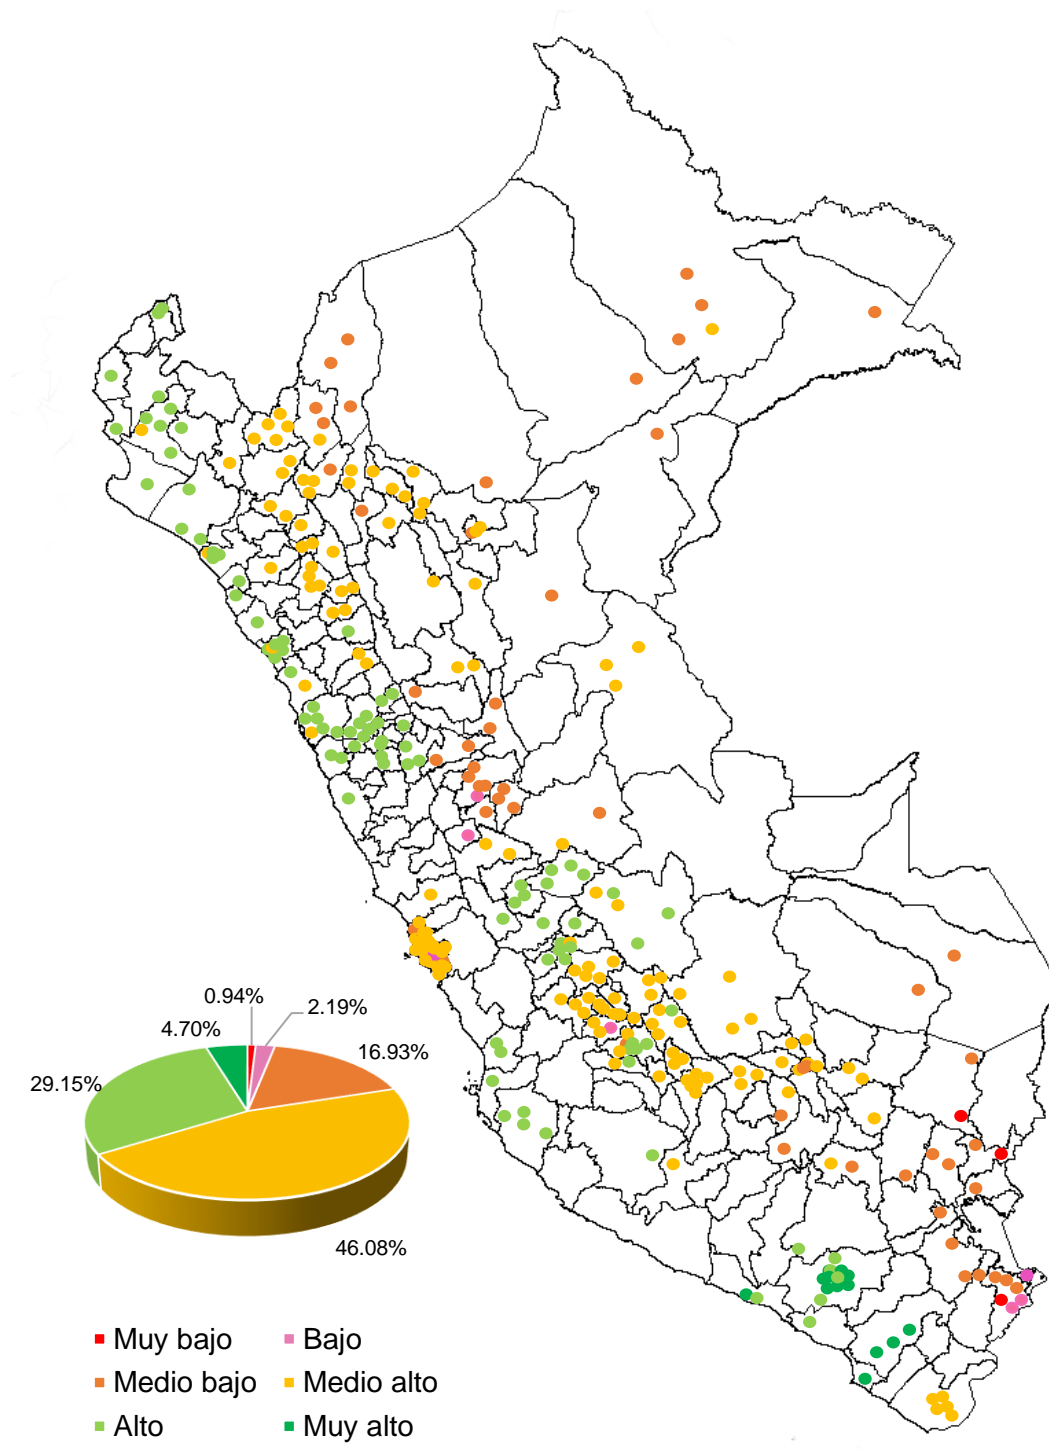 0.94%
2.19%
4.70%
16.93%
29.15%
46.08%
Muy bajo
Bajo
Medio bajo
Medio alto
Alto
Muy alto